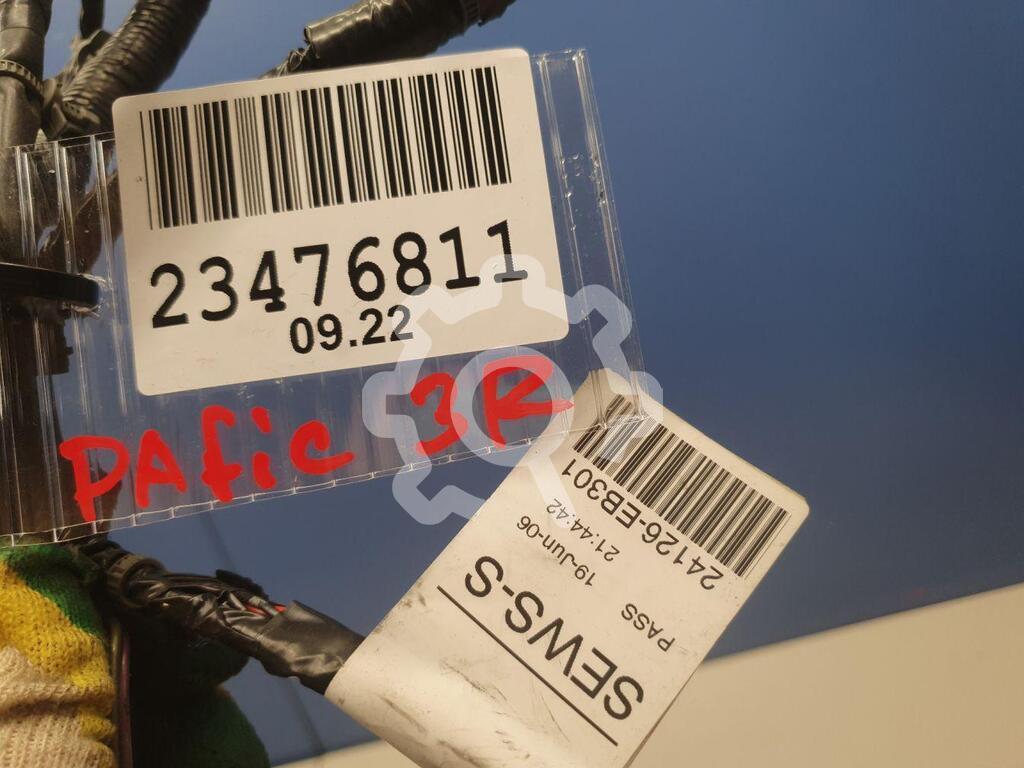 23476811
09.22
PAfic 3R
24126-EB301
21:44:42
19-Jun-06
PASS
SEWS-S